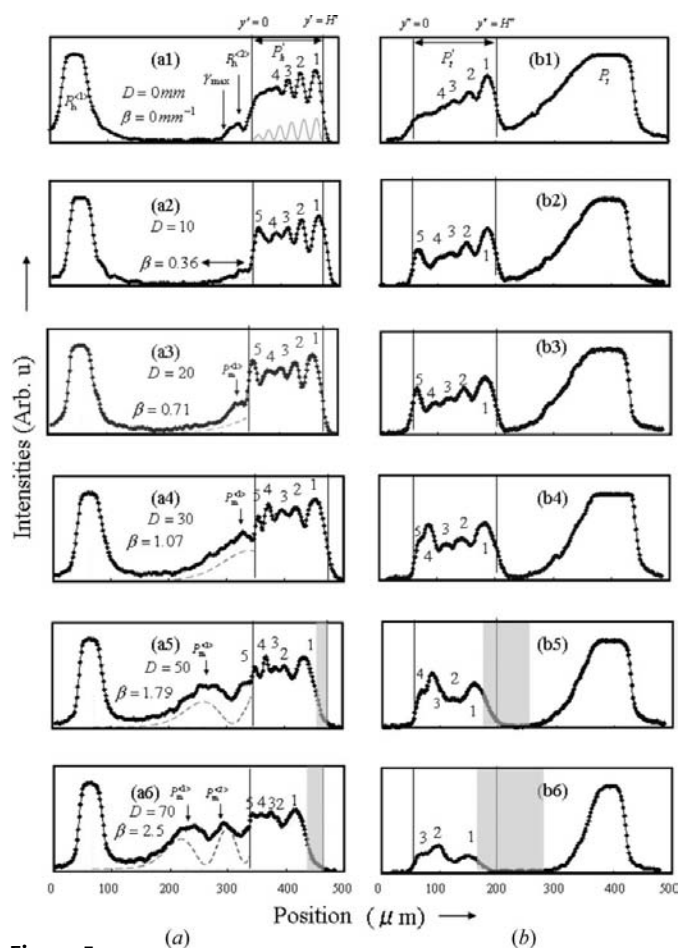 y' = 0 y' = H' y'' = 0 y'' = H''
(a1) P_h^<1> D = 0mm β = 0mm⁻¹ γ_max P_h^<2> P_h' 4 3 2 1
(b1) P_t' 4 3 2 1 P_t
(a2) D = 10 β = 0.36 5 4 3 2 1
(b2) 5 4 3 2 1
(a3) D = 20 β = 0.71 P_m^<1> 5 4 3 2 1
(b3) 5 4 3 2 1
(a4) D = 30 β = 1.07 P_m^<1> 5 4 3 2 1
(b4) 5 4 3 2 1
(a5) D = 50 β = 1.79 P_m^<1> 5 4 3 2 1
(b5) 4 3 2 1
(a6) D = 70 β = 2.5 P_m^<1> P_m^<2> 5 4 3 2 1
(b6) 3 2 1
Intensities (Arb. u)
0 100 200 300 400 500 0 100 200 300 400 500
Position (μm)
(a) (b)